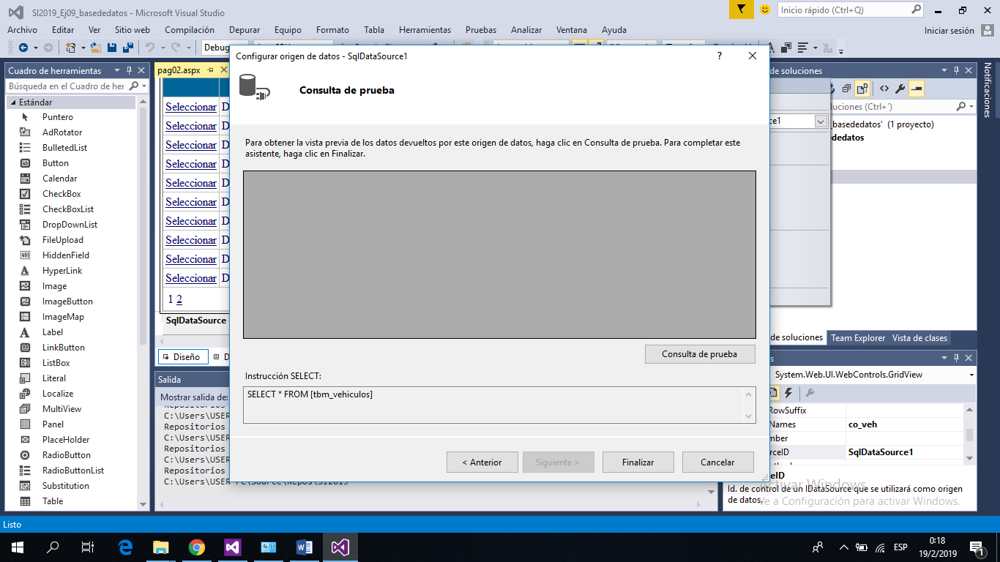 SI2019_Ej09_basededatos - Microsoft Visual Studio
Inicio rápido (Ctrl+Q)
Archivo Editar Ver Sitio web Compilación Depurar Equipo Formato Tabla Herramientas Pruebas Analizar Ventana Ayuda
Iniciar sesión
Debug
Cuadro de herramientas
Búsqueda en el Cuadro de her
Estándar
Puntero
AdRotator
BulletedList
Button
Calendar
CheckBox
CheckBoxList
DropDownList
FileUpload
HiddenField
HyperLink
Image
ImageButton
ImageMap
Label
LinkButton
ListBox
Literal
Localize
MultiView
Panel
PlaceHolder
RadioButton
RadioButtonList
Substitution
Table
pag02.aspx
Seleccionar D
Seleccionar D
Seleccionar D
Seleccionar D
Seleccionar D
Seleccionar D
Seleccionar D
Seleccionar D
Seleccionar D
Seleccionar D
1 2
SqlDataSource
Diseño D
Salida
Mostrar salida de:
Repositorios
C:\Users\USER
Repositorios
C:\Users\USER
Repositorios
C:\Users\USER
Repositorios
C:\Users\USER-PC\Source\Repos\SI2019
Configurar origen de datos - SqlDataSource1
?
Consulta de prueba
Para obtener la vista previa de los datos devueltos por este origen de datos, haga clic en Consulta de prueba. Para completar este
asistente, haga clic en Finalizar.
Consulta de prueba
Instrucción SELECT:
SELECT * FROM [tbm_vehiculos]
< Anterior Siguiente > Finalizar Cancelar
de soluciones
luciones (Ctrl+´)
_basededatos' (1 proyecto)
dedatos
ce1
Notificaciones
de soluciones Team Explorer Vista de clases
es
System.Web.UI.WebControls.GridView
RowSuffix
Names co_veh
mber
rceID SqlDataSource1
eID
Id. de control de un IDataSource que se utilizará como origen
de datos.
Activar Windows
Ve a Configuración para activar Windows.
Listo
ESP
0:18
19/2/2019
1